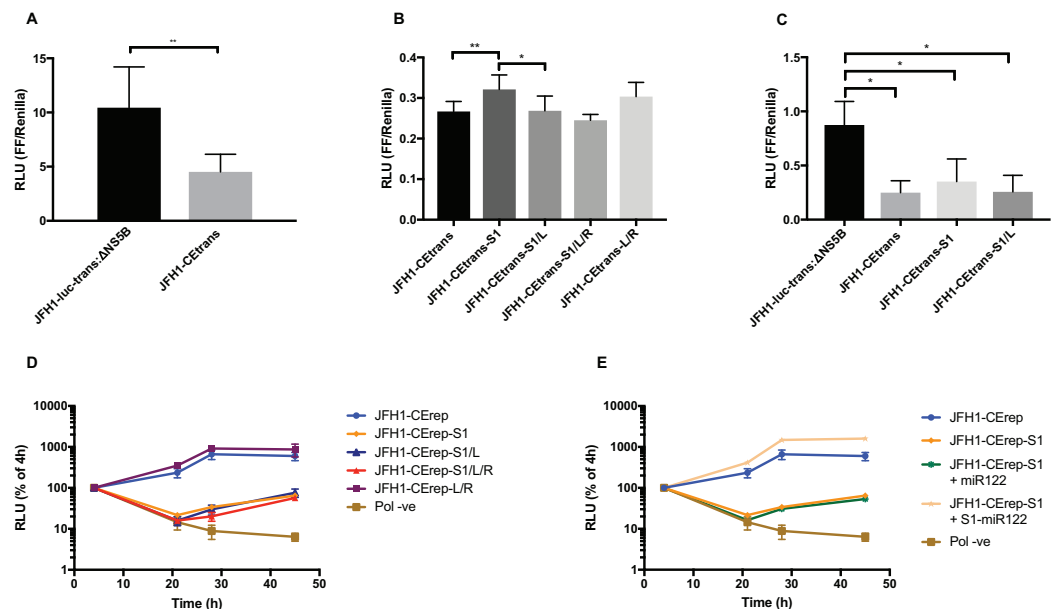 A
**
RLU (FF/Renilla)
15
10
5
0
JFH1-luc-trans:ΔNS5B
JFH1-CEtrans
B
**
*
RLU (FF/Renilla)
0.4
0.3
0.2
0.1
0.0
JFH1-CEtrans
JFH1-CEtrans-S1
JFH1-CEtrans-S1/L
JFH1-CEtrans-S1/L/R
JFH1-CEtrans-L/R
C
*
*
*
RLU (FF/Renilla)
1.5
1.0
0.5
0.0
JFH1-luc-trans:ΔNS5B
JFH1-CEtrans
JFH1-CEtrans-S1
JFH1-CEtrans-S1/L
D
RLU (% of 4h)
10000
1000
100
10
1
0 10 20 30 40 50
Time (h)
JFH1-CErep
JFH1-CErep-S1
JFH1-CErep-S1/L
JFH1-CErep-S1/L/R
JFH1-CErep-L/R
Pol -ve
E
RLU (% of 4h)
10000
1000
100
10
1
0 10 20 30 40 50
Time (h)
JFH1-CErep
JFH1-CErep-S1
JFH1-CErep-S1
+ miR122
JFH1-CErep-S1
+ S1-miR122
Pol -ve